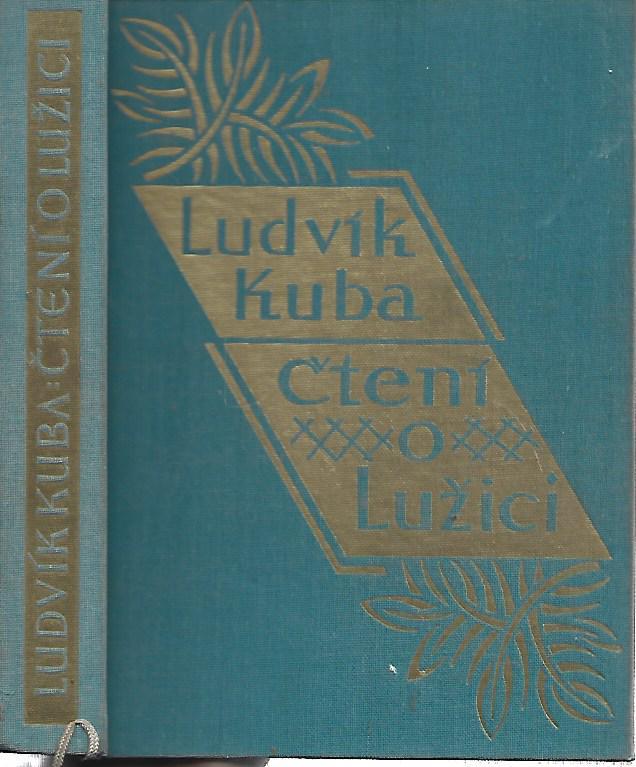 LUDVÍK KUBA: ČTENÍ O LUŽICI
Ludvík
Kuba
Čtení
o
Lužici